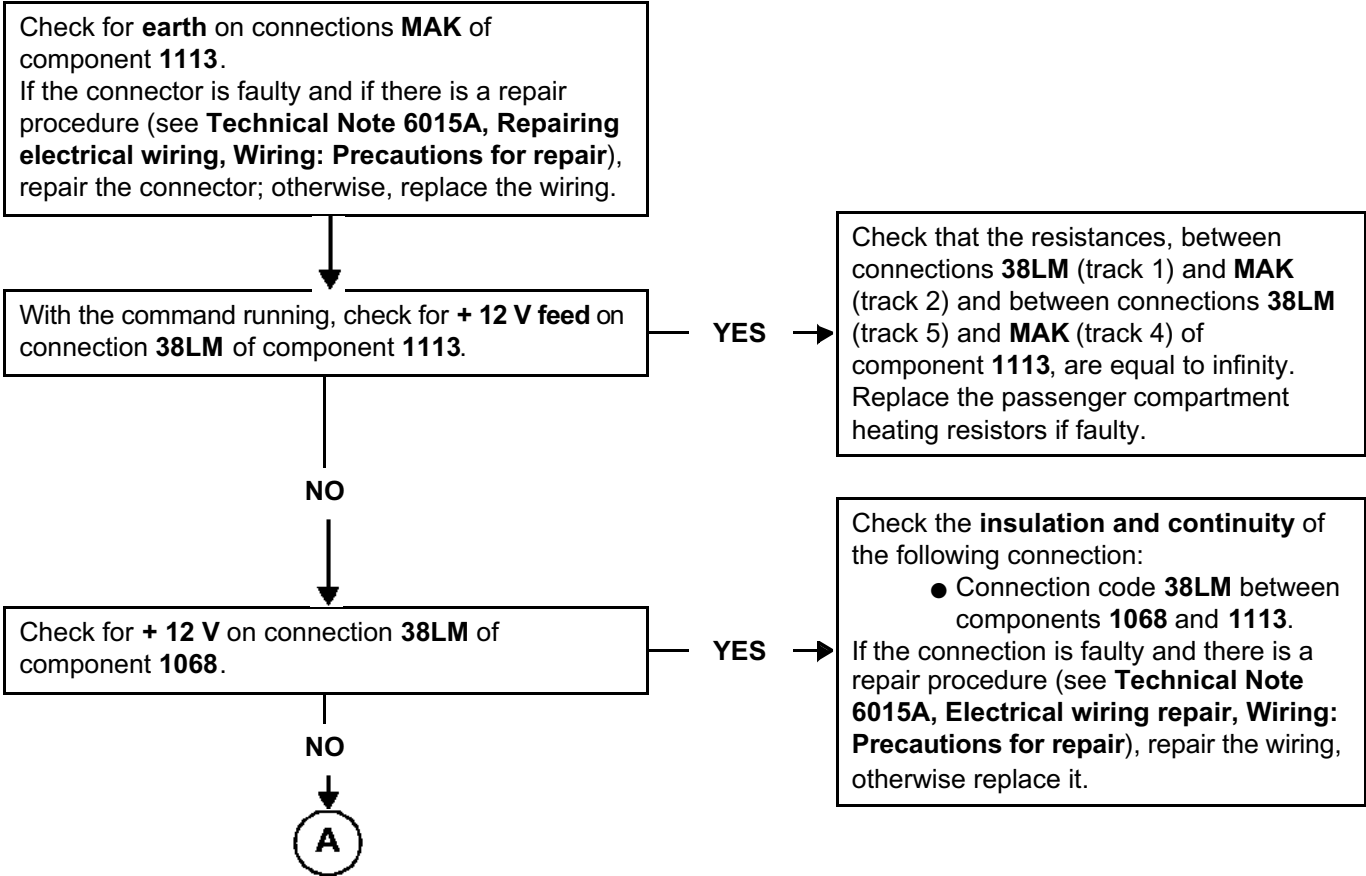 Check for earth on connections MAK of
component 1113.
If the connector is faulty and if there is a repair
procedure (see Technical Note 6015A, Repairing
electrical wiring, Wiring: Precautions for repair),
repair the connector; otherwise, replace the wiring.
With the command running, check for + 12 V feed on
connection 38LM of component 1113.
YES
Check that the resistances, between
connections 38LM (track 1) and MAK
(track 2) and between connections 38LM
(track 5) and MAK (track 4) of
component 1113, are equal to infinity.
Replace the passenger compartment
heating resistors if faulty.
NO
Check for + 12 V on connection 38LM of
component 1068.
YES
Check the insulation and continuity of
the following connection:
● Connection code 38LM between
components 1068 and 1113.
If the connection is faulty and there is a
repair procedure (see Technical Note
6015A, Electrical wiring repair, Wiring:
Precautions for repair), repair the wiring,
otherwise replace it.
NO
A